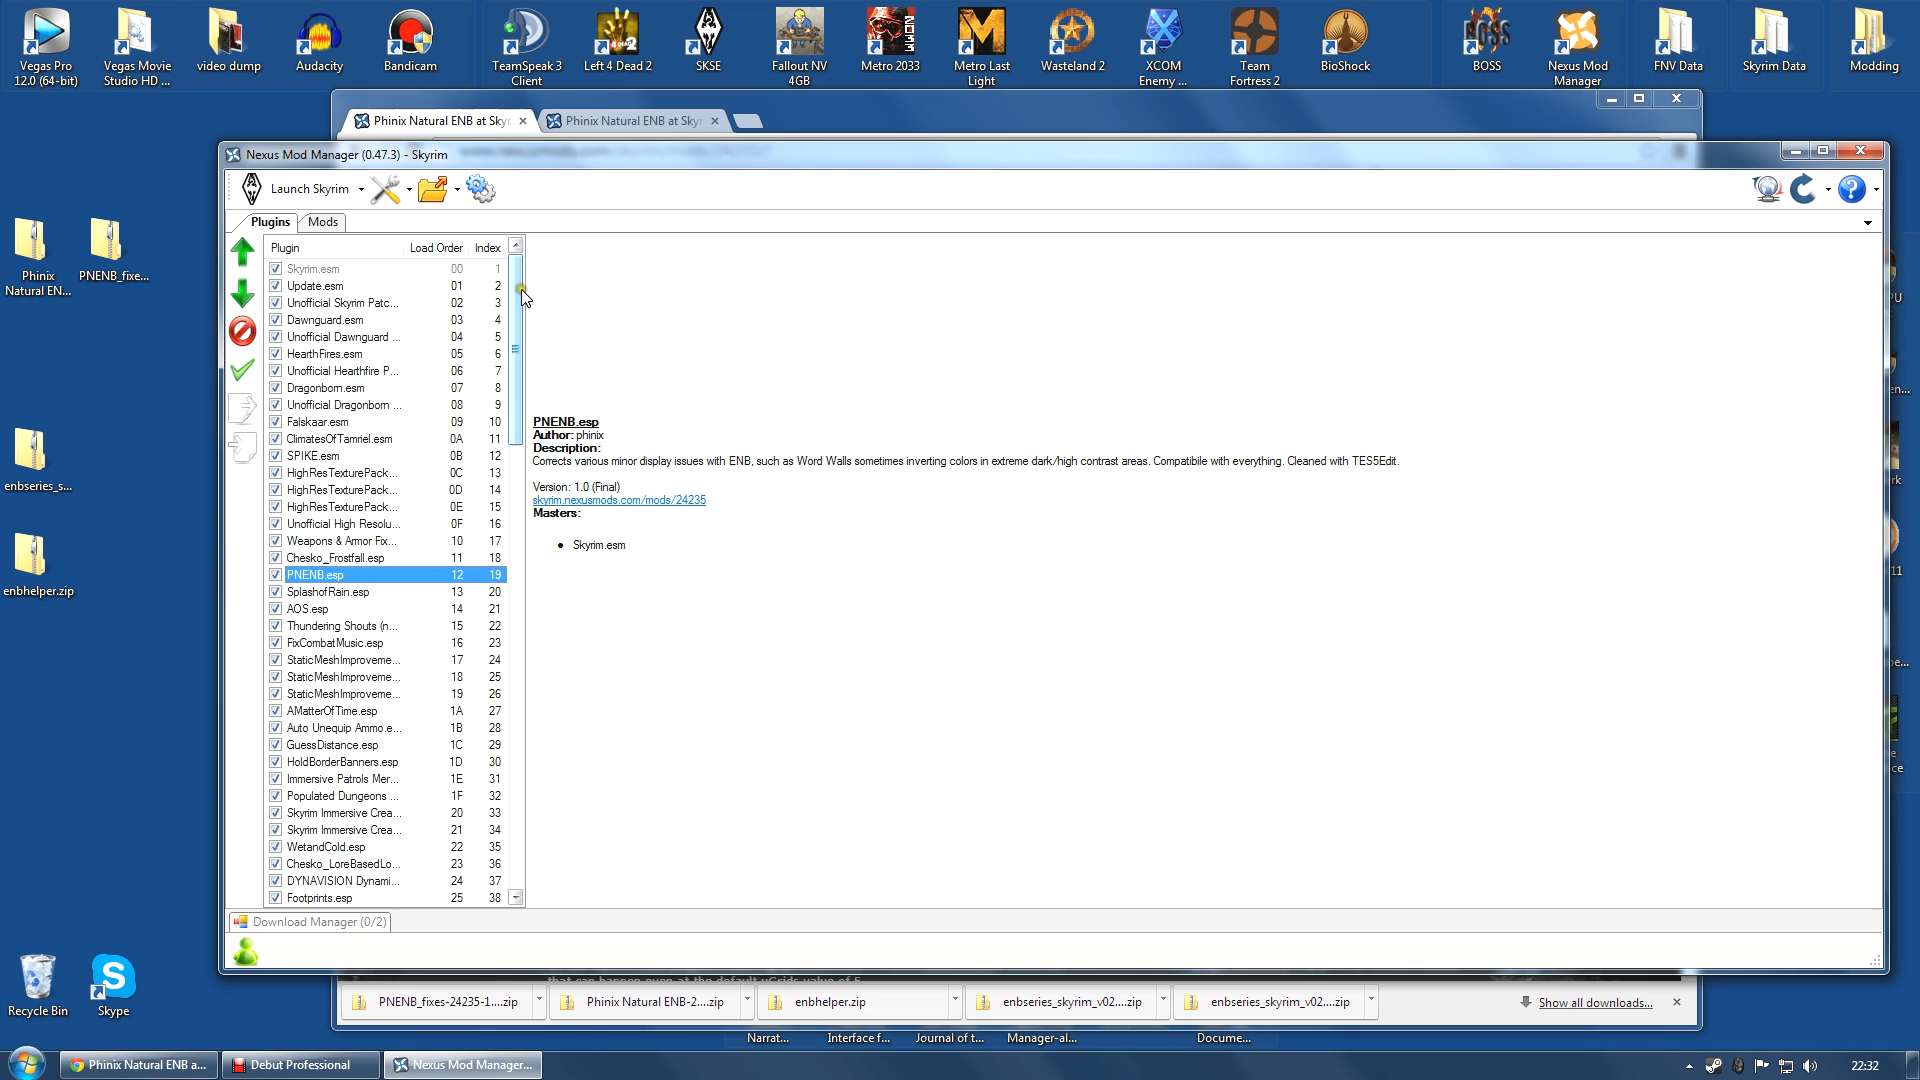 Vegas Pro
12.0 (64-bit)
Vegas Movie
Studio HD ...
video dump
Audacity
Bandicam
TeamSpeak 3
Client
Left 4 Dead 2
SKSE
Fallout NV
4GB
Metro 2033
Metro Last
Light
Wasteland 2
XCOM
Enemy ...
Team
Fortress 2
BioShock
BOSS
Nexus Mod
Manager
FNV Data
Skyrim Data
Modding
Phinix Natural ENB at Sky
Phinix Natural ENB at Sky
Nexus Mod Manager (0.47.3) - Skyrim
Launch Skyrim
Plugins
Mods
Plugin Load Order Index
Skyrim.esm 00 1
Update.esm 01 2
Unofficial Skyrim Patc... 02 3
Dawnguard.esm 03 4
Unofficial Dawnguard ... 04 5
HearthFires.esm 05 6
Unofficial Hearthfire P... 06 7
Dragonborn.esm 07 8
Unofficial Dragonborn ... 08 9
Falskaar.esm 09 10
ClimatesOfTamriel.esm 0A 11
SPIKE.esm 0B 12
HighResTexturePack... 0C 13
HighResTexturePack... 0D 14
HighResTexturePack... 0E 15
Unofficial High Resolu... 0F 16
Weapons & Armor Fix... 10 17
Chesko_Frostfall.esp 11 18
PNENB.esp 12 19
SplashofRain.esp 13 20
AOS.esp 14 21
Thundering Shouts (n... 15 22
FixCombatMusic.esp 16 23
StaticMeshImproveme... 17 24
StaticMeshImproveme... 18 25
StaticMeshImproveme... 19 26
AMatterOfTime.esp 1A 27
Auto Unequip Ammo.e... 1B 28
GuessDistance.esp 1C 29
HoldBorderBanners.esp 1D 30
Immersive Patrols Mer... 1E 31
Populated Dungeons ... 1F 32
Skyrim Immersive Crea... 20 33
Skyrim Immersive Crea... 21 34
WetandCold.esp 22 35
Chesko_LoreBasedLo... 23 36
DYNAVISION Dynami... 24 37
Footprints.esp 25 38
PNENB.esp
Author: phinix
Description:
Corrects various minor display issues with ENB, such as Word Walls sometimes inverting colors in extreme dark/high contrast areas. Compatibile with everything. Cleaned with TES5Edit.
Version: 1.0 (Final)
skyrim.nexusmods.com/mods/24235
Masters:
Skyrim.esm
Download Manager (0/2)
Phinix
Natural EN...
PNENB_fixe...
enbseries_s...
enbhelper.zip
Recycle Bin
Skype
PNENB_fixes-24235-1....zip
Phinix Natural ENB-2....zip
enbhelper.zip
enbseries_skyrim_v02....zip
enbseries_skyrim_v02....zip
Show all downloads...
Narrat...
Interface f...
Journal of t...
Manager-al...
Docume...
Phinix Natural ENB a...
Debut Professional
Nexus Mod Manager...
22:32